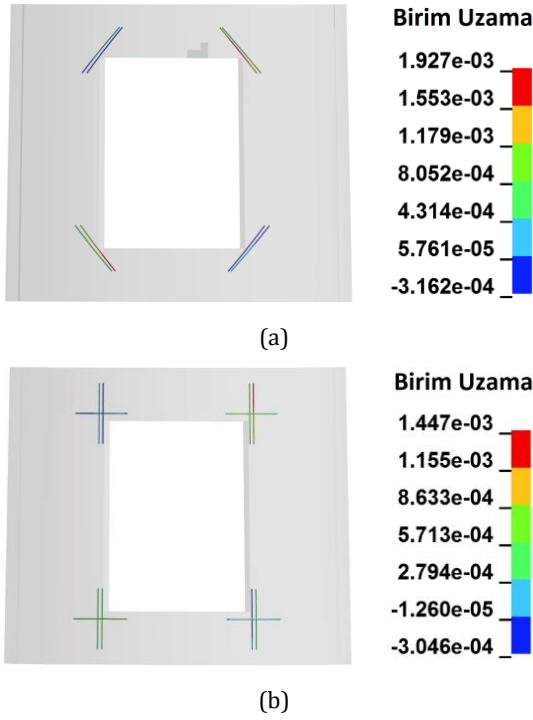 Birim Uzama
1.927e-03
1.553e-03
1.179e-03
8.052e-04
4.314e-04
5.761e-05
-3.162e-04
(a)
Birim Uzama
1.447e-03
1.155e-03
8.633e-04
5.713e-04
2.794e-04
-1.260e-05
-3.046e-04
(b)